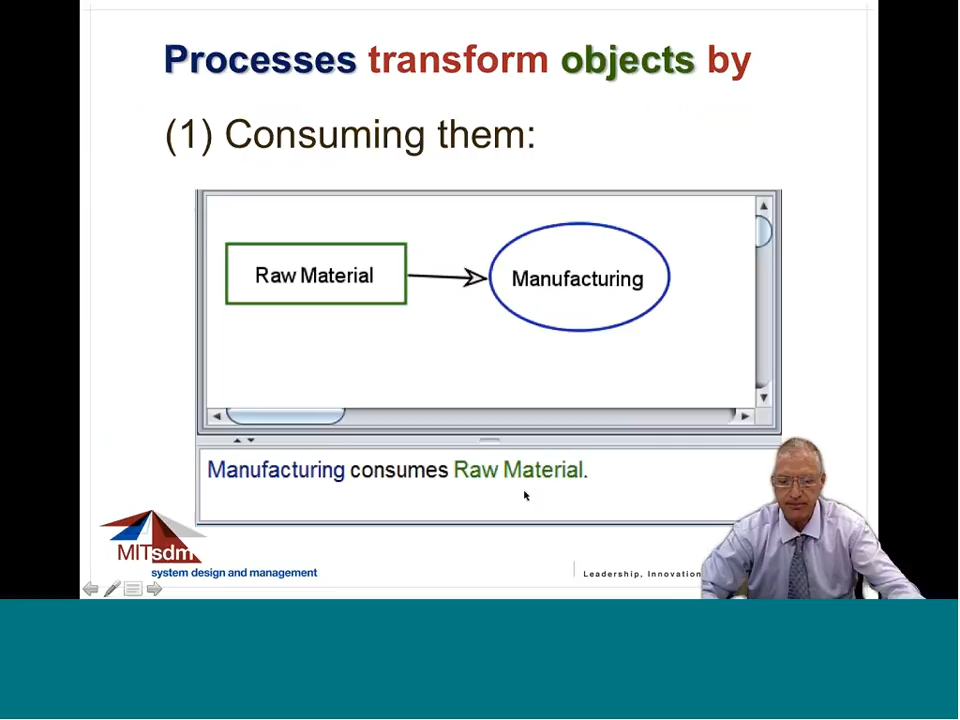 Processes transform objects by
(1) Consuming them:
Raw Material
Manufacturing
Manufacturing consumes Raw Material.
MITsdm
system design and management
Leadership, Innovation